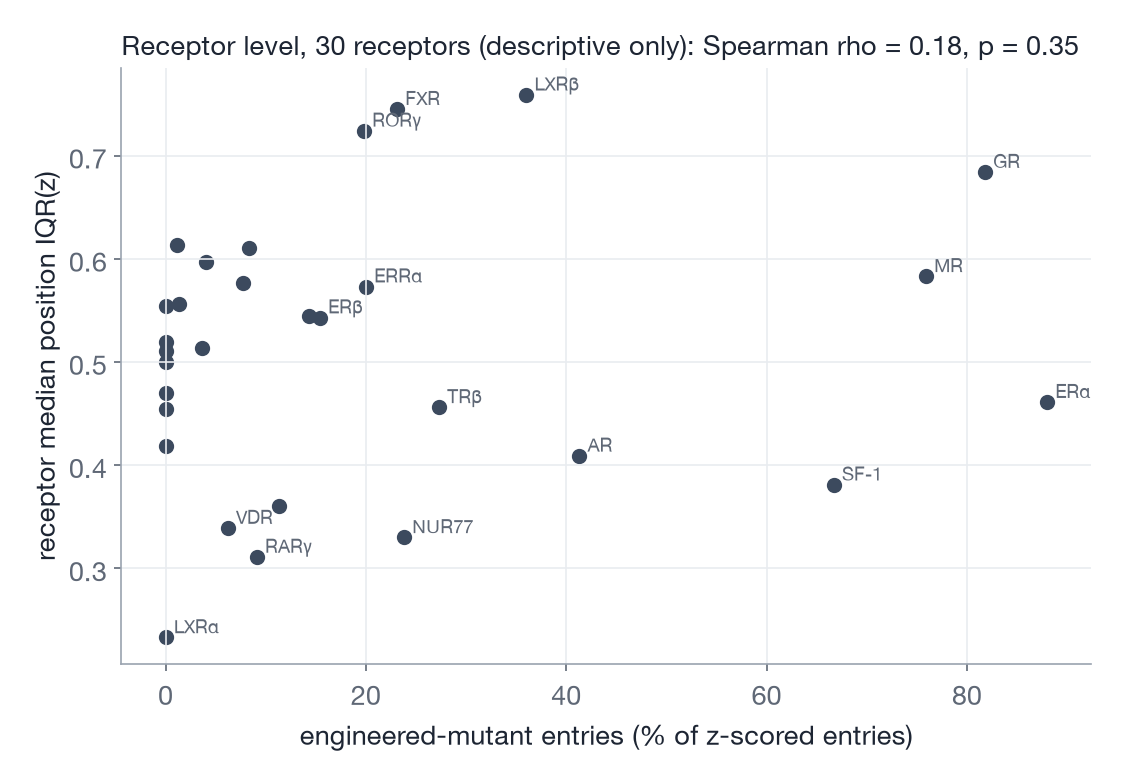 Receptor level, 30 receptors (descriptive only): Spearman rho = 0.18, p = 0.35
receptor median position IQR(z)
0.7
0.6
0.5
0.4
0.3
LXRβ
FXR
RORγ
GR
MR
ERRα
ERβ
TRβ
ERα
AR
SF-1
VDR
NUR77
RARγ
LXRα
0
20
40
60
80
engineered-mutant entries (% of z-scored entries)